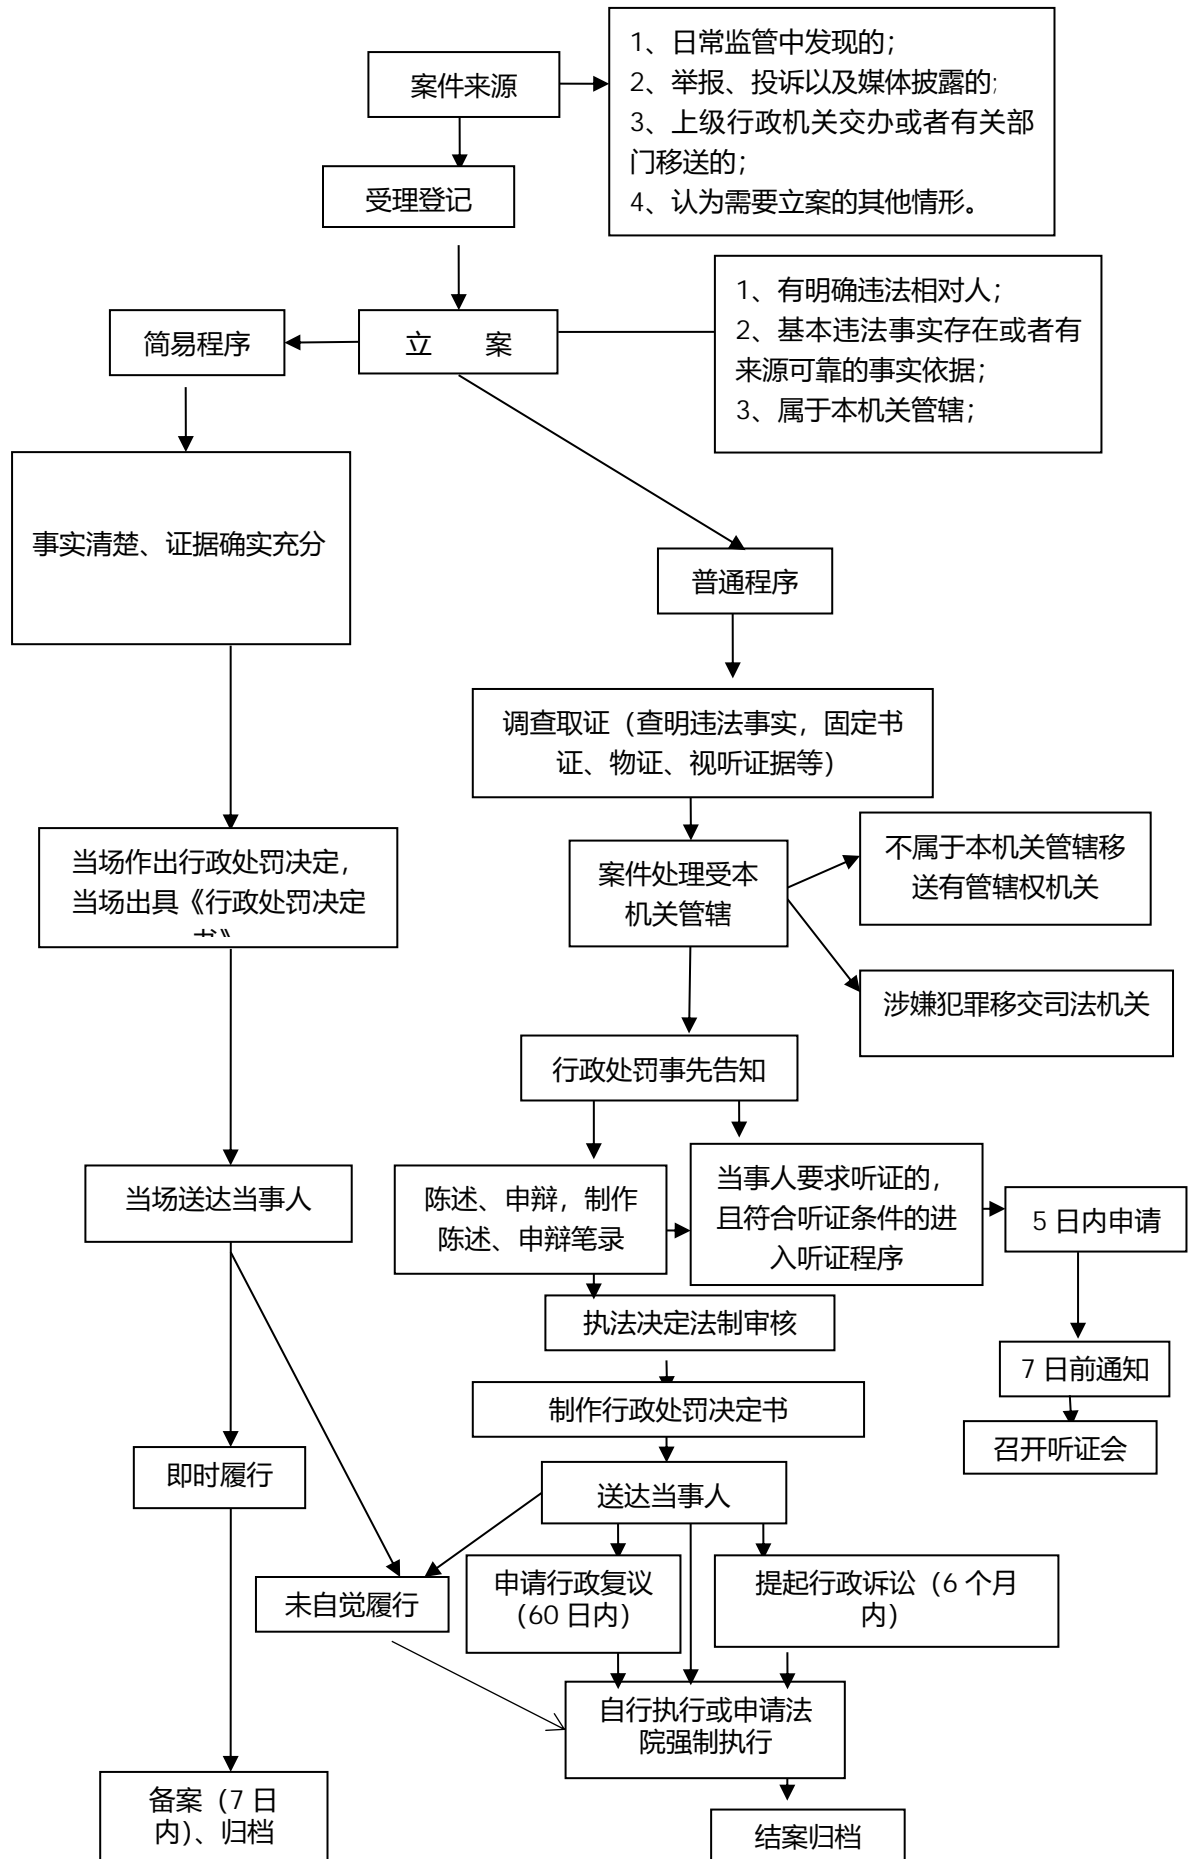 案件来源
1、日常监管中发现的；
2、举报、投诉以及媒体披露的;
3、上级行政机关交办或者有关部
门移送的；
4、认为需要立案的其他情形。
受理登记
1、有明确违法相对人；
2、基本违法事实存在或者有
来源可靠的事实依据；
3、属于本机关管辖；
简易程序
立　　案
事实清楚、证据确实充分
普通程序
调查取证（查明违法事实，固定书
证、物证、视听证据等）
当场作出行政处罚决定，
当场出具《行政处罚决定
书》
案件处理受本
机关管辖
不属于本机关管辖移
送有管辖权机关
涉嫌犯罪移交司法机关
行政处罚事先告知
当场送达当事人
陈述、申辩，制作
陈述、申辩笔录
当事人要求听证的，
且符合听证条件的进
入听证程序
5 日内申请
执法决定法制审核
7 日前通知
制作行政处罚决定书
召开听证会
即时履行
送达当事人
未自觉履行
申请行政复议
（60 日内）
提起行政诉讼（6 个月
内）
自行执行或申请法
院强制执行
备案（7 日
内）、归档
结案归档